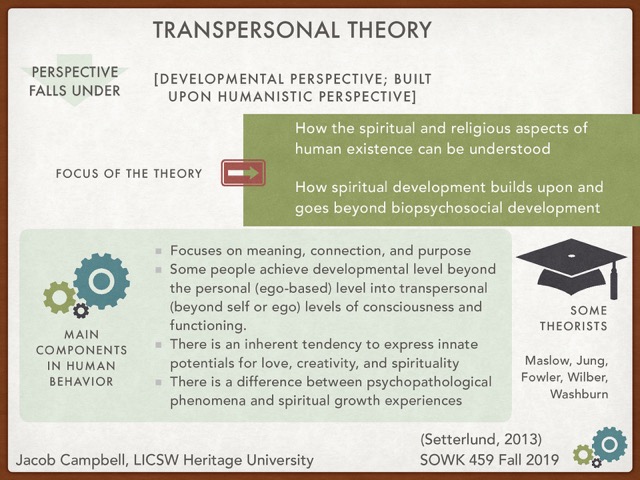 TRANSPERSONAL THEORY
PERSPECTIVE
FALLS UNDER
[DEVELOPMENTAL PERSPECTIVE; BUILT
UPON HUMANISTIC PERSPECTIVE]
FOCUS OF THE THEORY
How the spiritual and religious aspects of
human existence can be understood
How spiritual development builds upon and
goes beyond biopsychosocial development
MAIN
COMPONENTS
IN HUMAN
BEHAVIOR
Focuses on meaning, connection, and purpose
Some people achieve developmental level beyond
the personal (ego-based) level into transpersonal
(beyond self or ego) levels of consciousness and
functioning.
There is an inherent tendency to express innate
potentials for love, creativity, and spirituality
There is a difference between psychopathological
phenomena and spiritual growth experiences
SOME
THEORISTS
Maslow, Jung,
Fowler, Wilber,
Washburn
(Setterlund, 2013)
Jacob Campbell, LICSW Heritage University
SOWK 459 Fall 2019